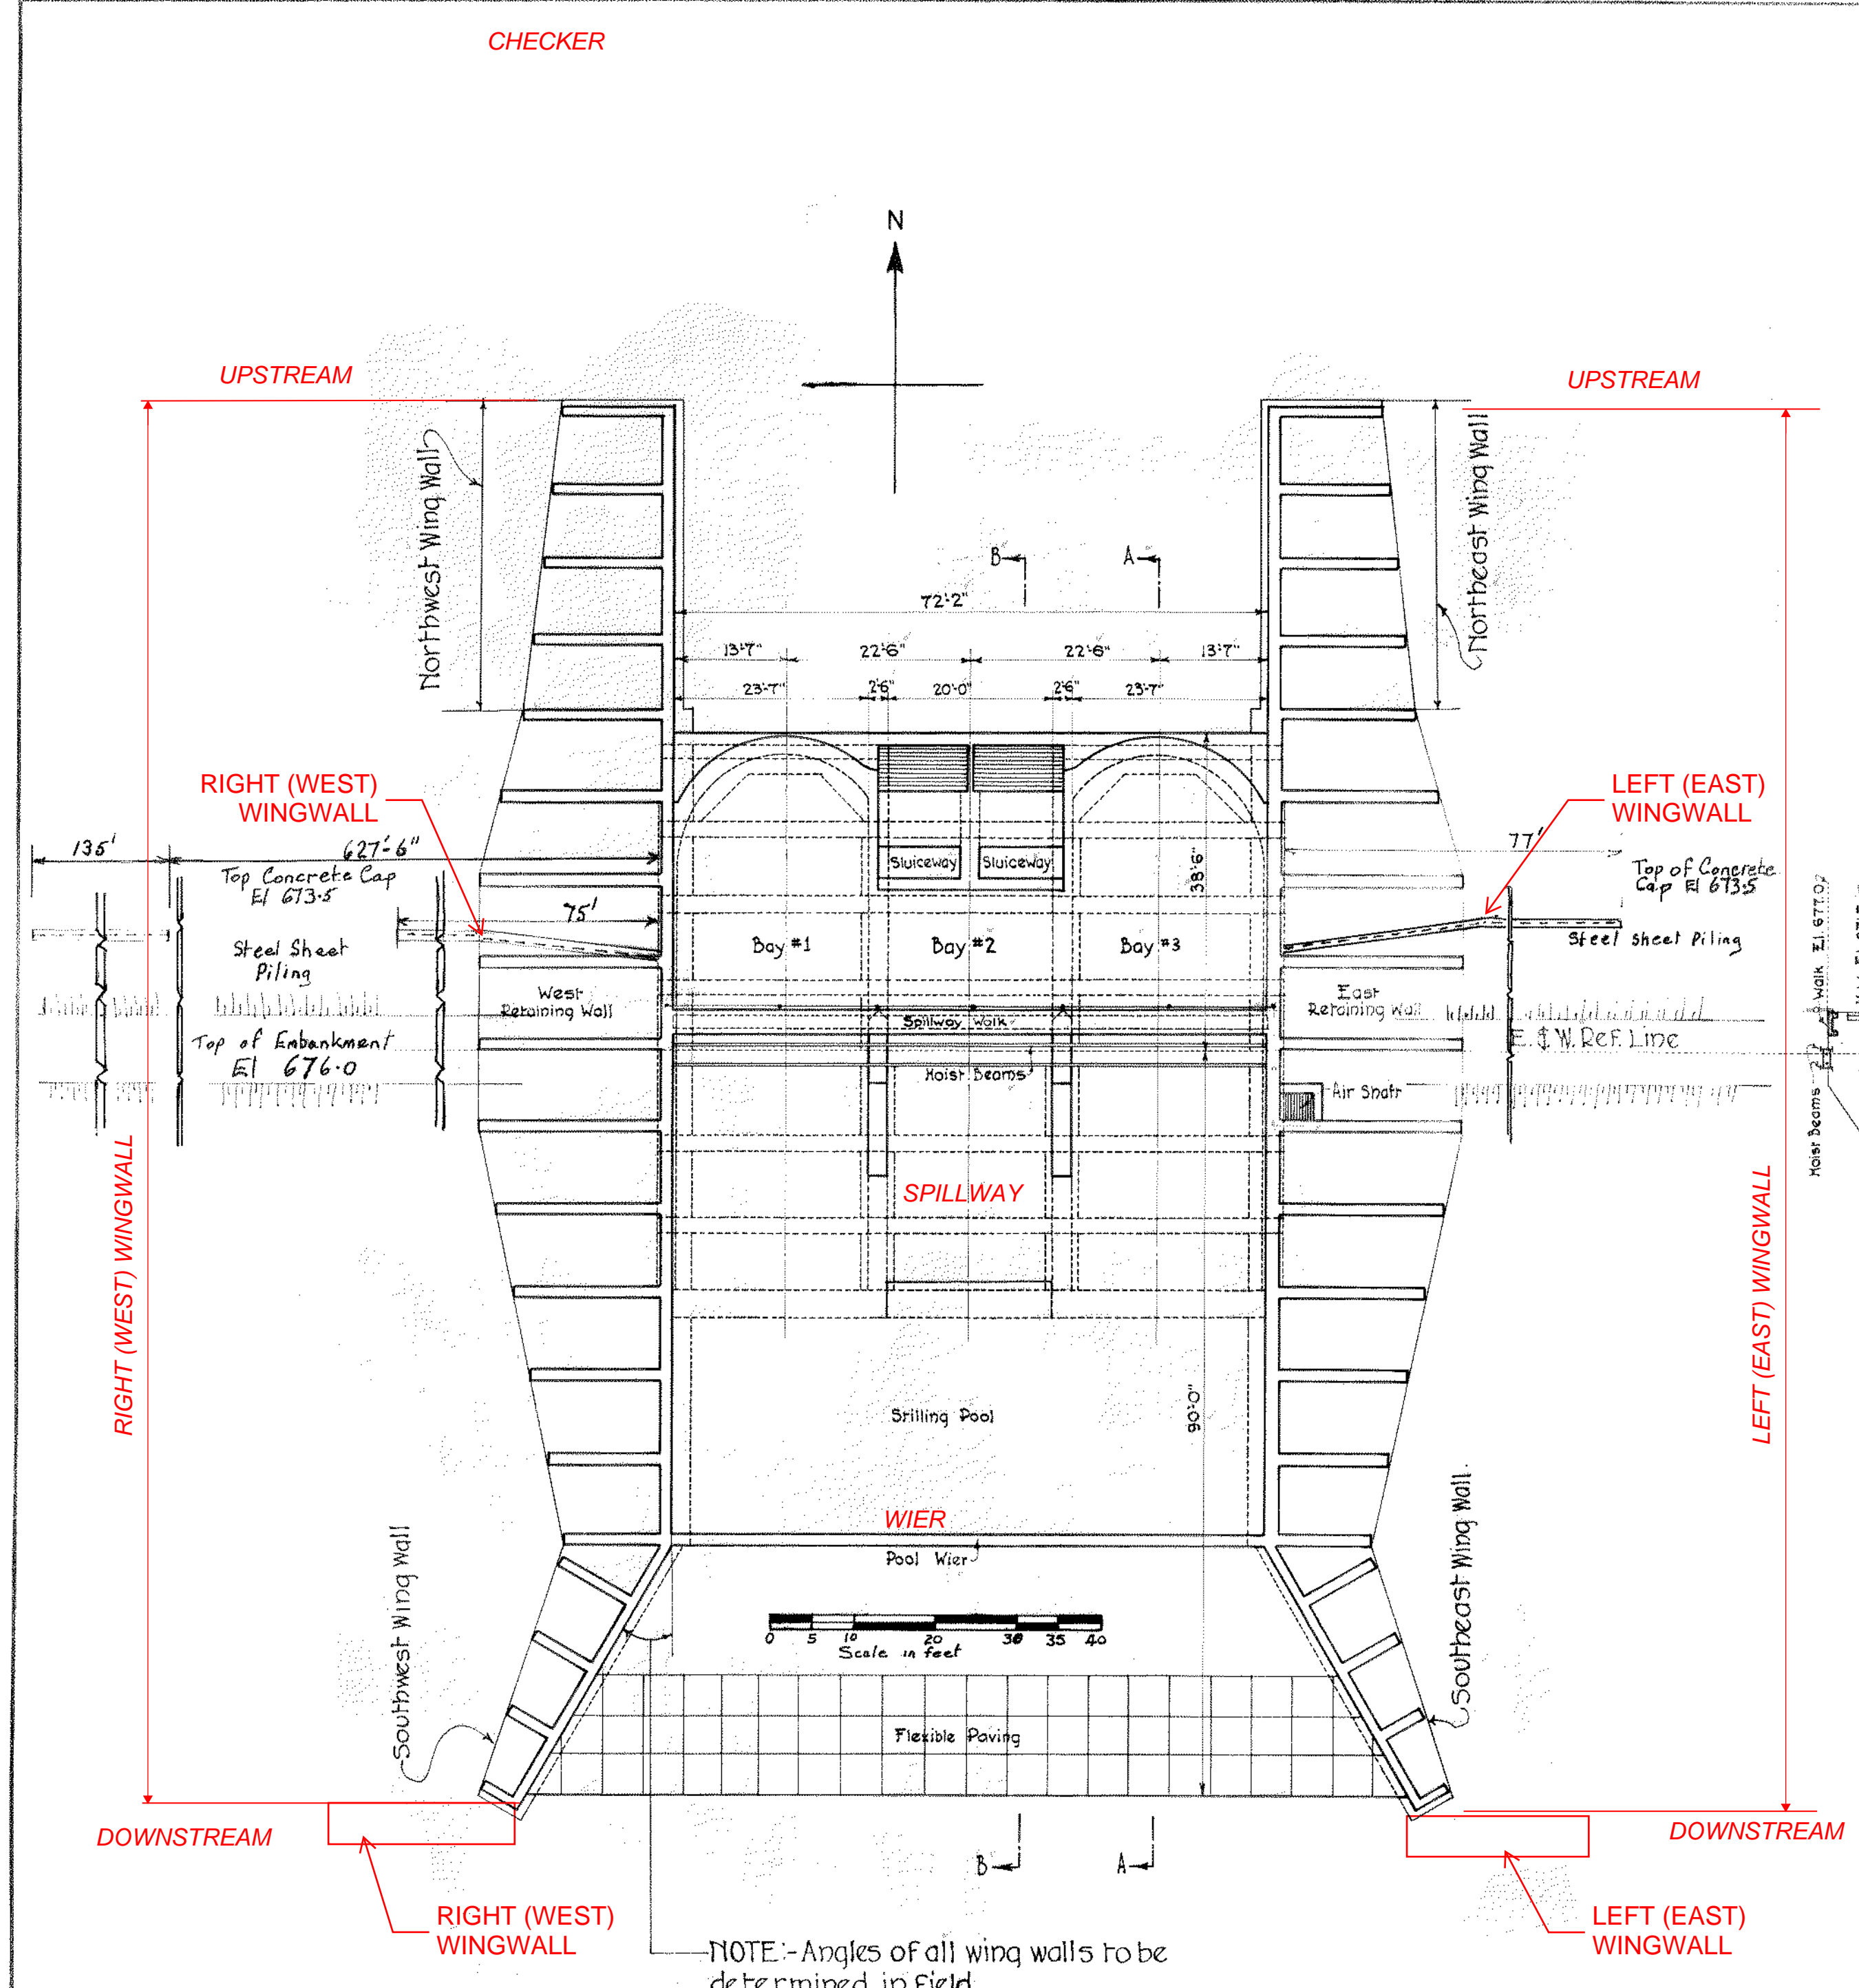 CHECKER
N
UPSTREAM
UPSTREAM
Northwest Wing Wall
Northeast Wing Wall
B
A
72'-2"
13'-7"
22'-6"
22'-6"
13'-7"
23'-7"
2'6"
20'-0"
2'6"
23'-7"
RIGHT (WEST)
WINGWALL
LEFT (EAST)
WINGWALL
135'
627'-6"
77'
Top Concrete Cap
El 673.5
Sluiceway
Sluiceway
38'-6"
Top of Concrete
Cap El 673.5
75'
Steel Sheet
Piling
Bay #1
Bay #2
Bay #3
Steel Sheet Piling
West
Retaining Wall
East
Retaining Wall
Spillway Walk
Top of Embankment
El 676.0
E. & W. Ref. Line
Hoist Beams
Air Shaft
Walk El. 677.0
Hoist Beams
RIGHT (WEST) WINGWALL
SPILLWAY
LEFT (EAST) WINGWALL
Stilling Pool
90'-0"
WIER
Pool Wier
Southwest Wing Wall
Southeast Wing Wall
0 5 10 20 30 35 40
Scale in feet
Flexible Paving
DOWNSTREAM
DOWNSTREAM
B
A
RIGHT (WEST)
WINGWALL
LEFT (EAST)
WINGWALL
NOTE:-Angles of all wing walls to be
determined in field